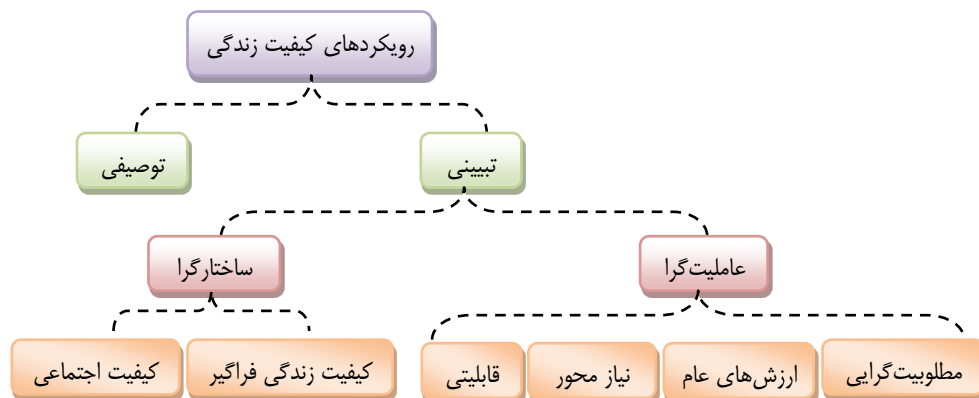 رویکردهای کیفیت زندگی
تبیینی
توصیفی
عاملیت‌گرا
ساختارگرا
مطلوبیت‌گرایی
ارزش‌های عام
نیاز محور
قابلیتی
کیفیت زندگی فراگیر
کیفیت اجتماعی